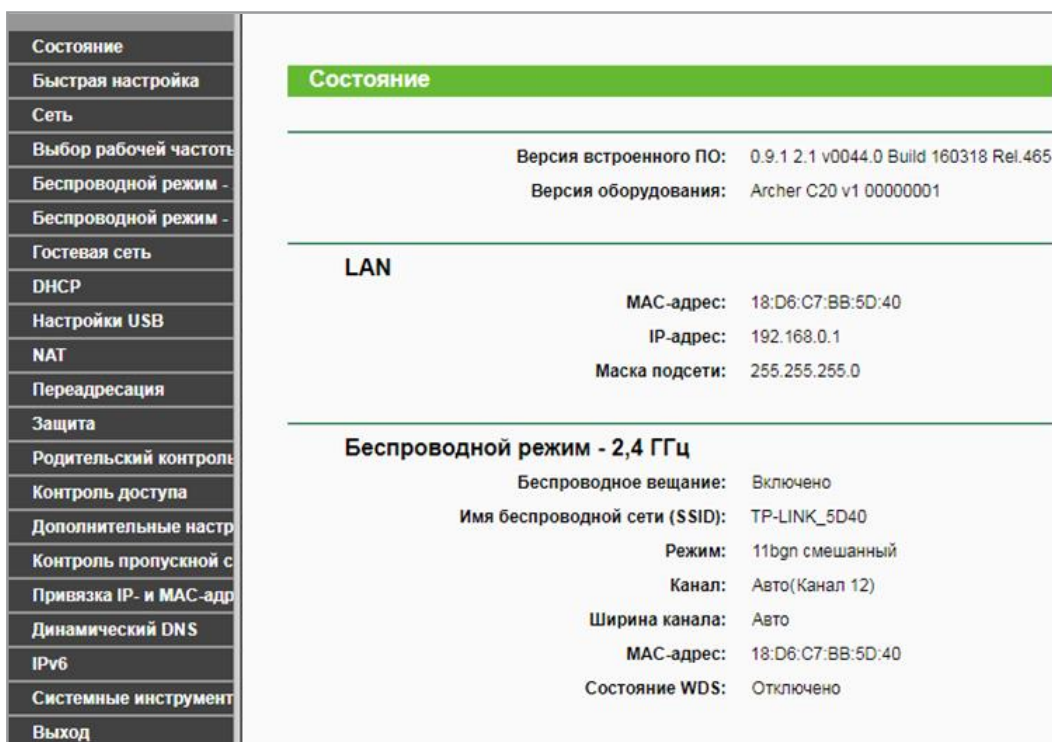 Состояние
Быстрая настройка
Сеть
Выбор рабочей частоты
Беспроводной режим -
Беспроводной режим -
Гостевая сеть
DHCP
Настройки USB
NAT
Переадресация
Защита
Родительский контроль
Контроль доступа
Дополнительные настр
Контроль пропускной с
Привязка IP- и MAC-адр
Динамический DNS
IPv6
Системные инструмент
Выход
Состояние
Версия встроенного ПО: 0.9.1 2.1 v0044.0 Build 160318 Rel.465
Версия оборудования: Archer C20 v1 00000001
LAN
MAC-адрес: 18:D6:C7:BB:5D:40
IP-адрес: 192.168.0.1
Маска подсети: 255.255.255.0
Беспроводной режим - 2,4 ГГц
Беспроводное вещание: Включено
Имя беспроводной сети (SSID): TP-LINK_5D40
Режим: 11bgn смешанный
Канал: Авто(Канал 12)
Ширина канала: Авто
MAC-адрес: 18:D6:C7:BB:5D:40
Состояние WDS: Отключено